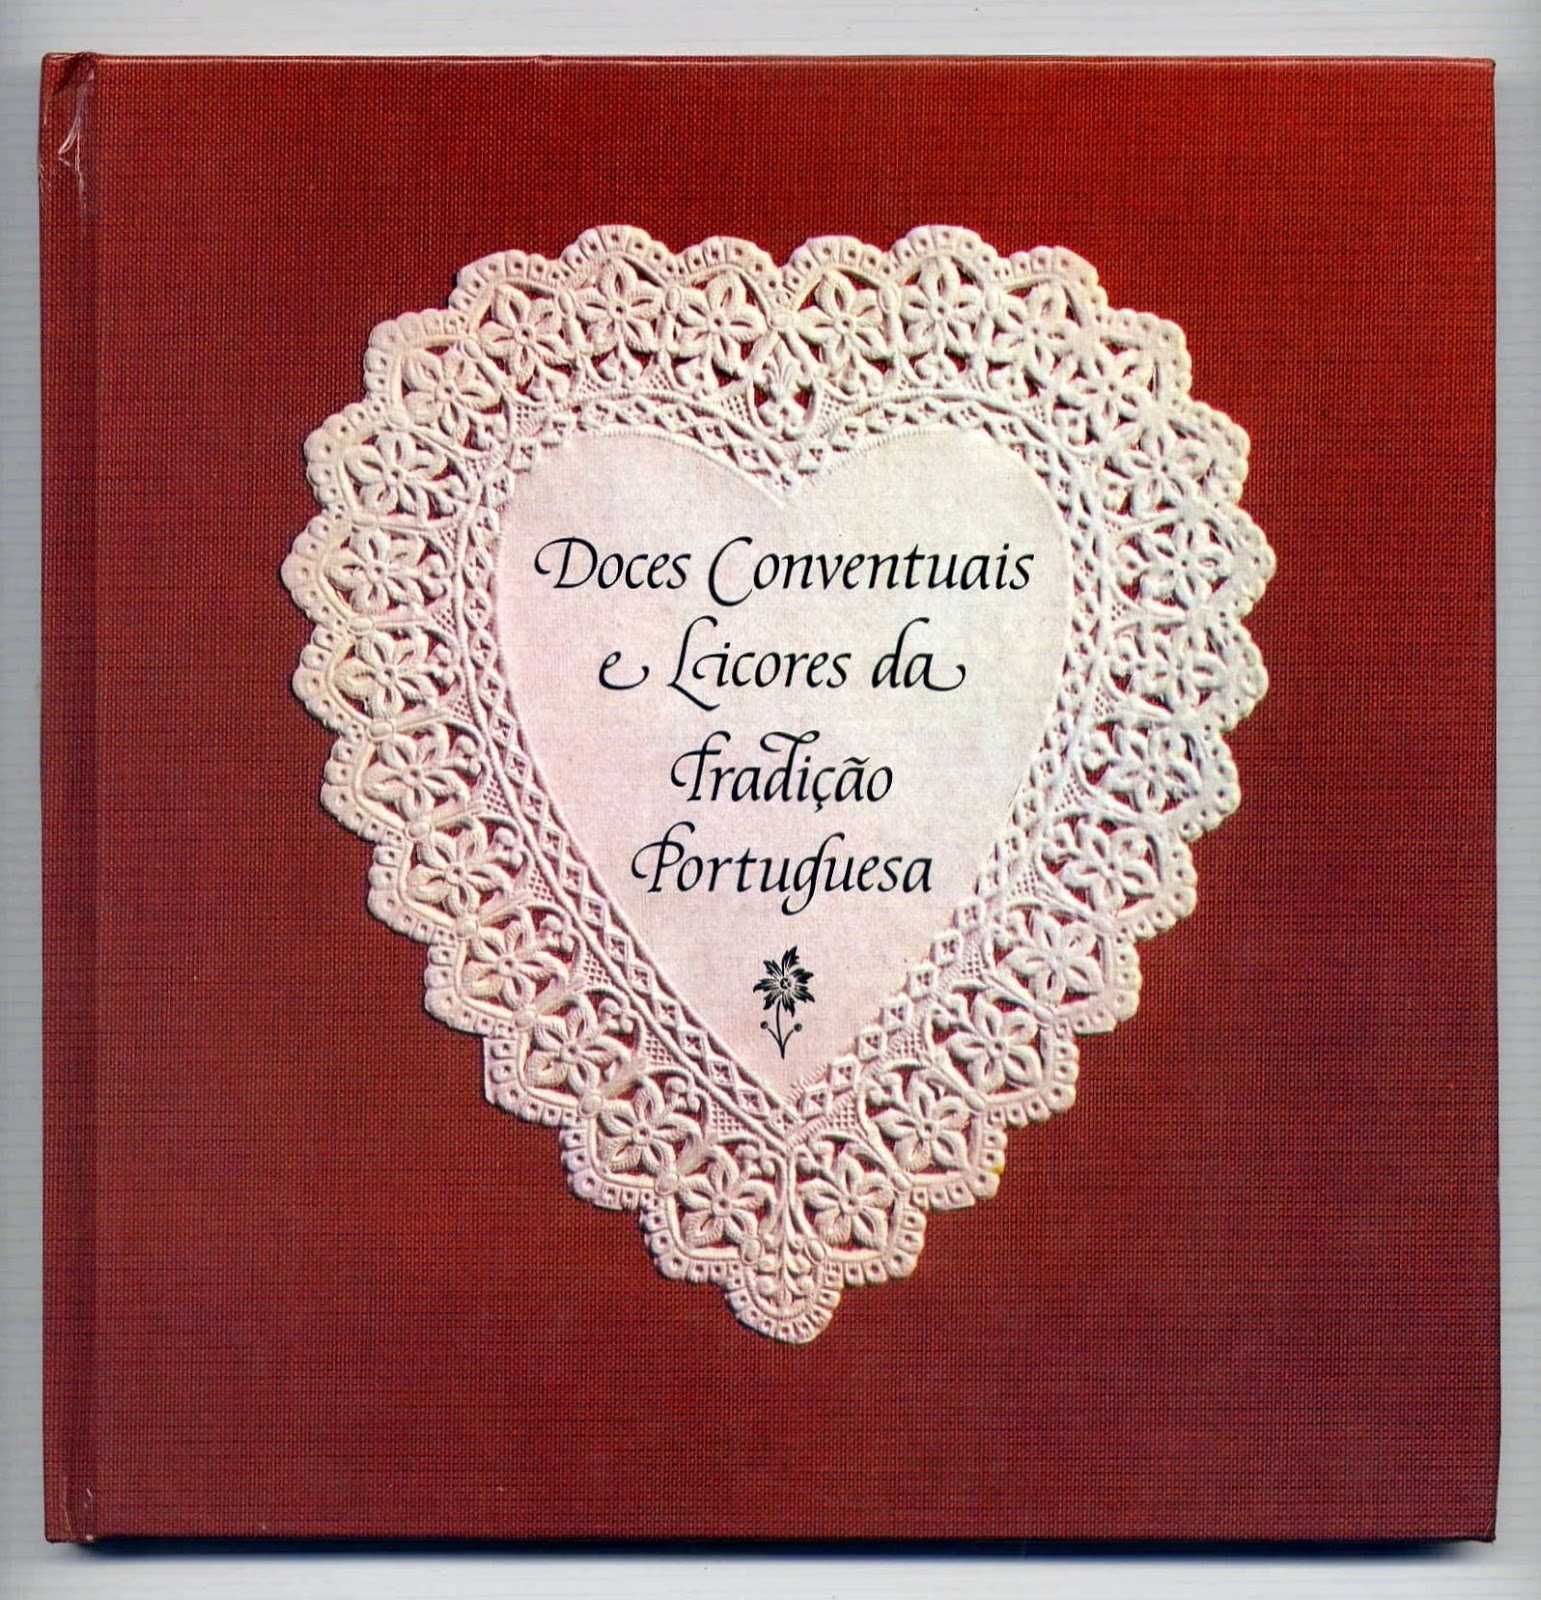 Doces Conventuais
e Licores da
Tradição
Portuguesa